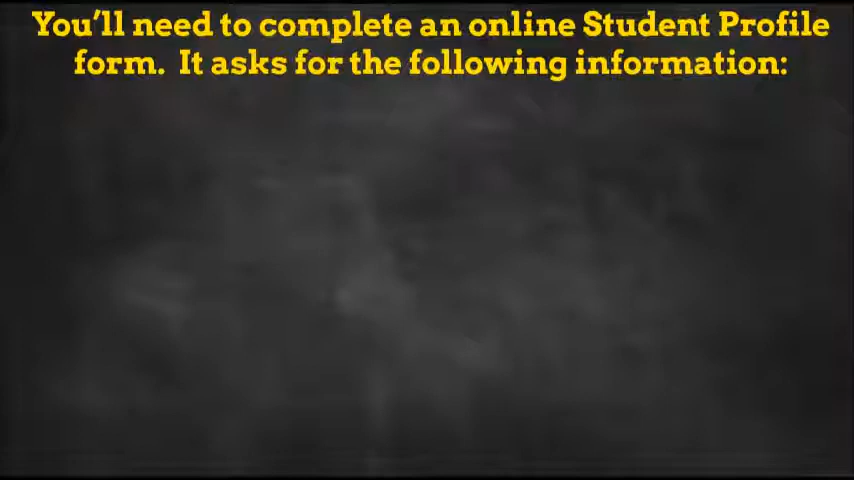 You’ll need to complete an online Student Profile
form.  It asks for the following information: